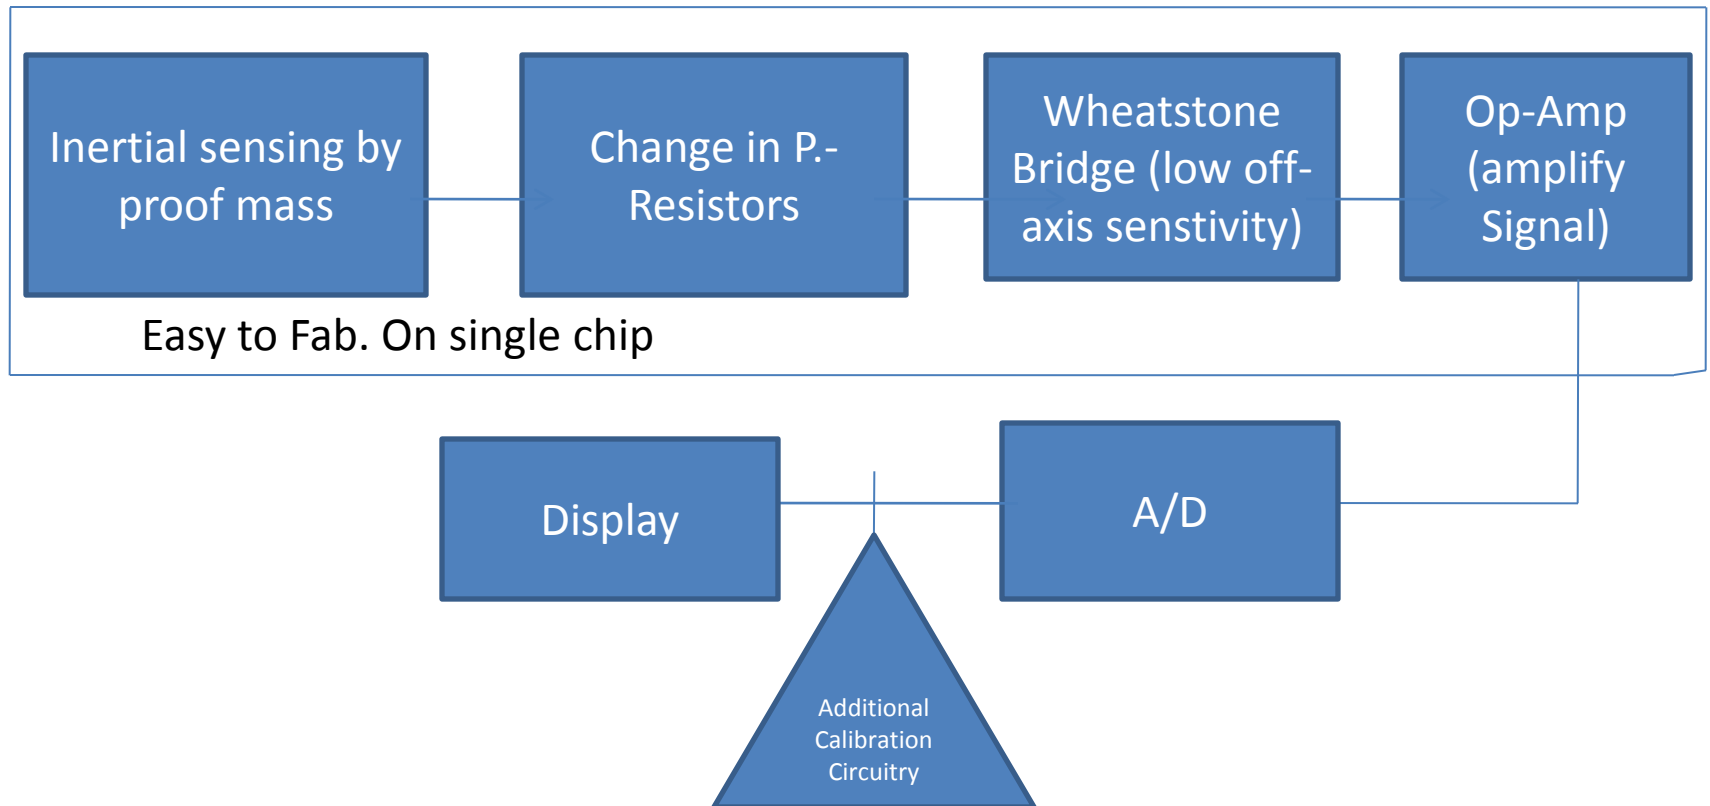 Inertial sensing by
proof mass
Change in P.-
Resistors
Wheatstone
Bridge (low off-
axis senstivity)
Op-Amp
(amplify
Signal)
Easy to Fab. On single chip
Display
A/D
Additional
Calibration
Circuitry